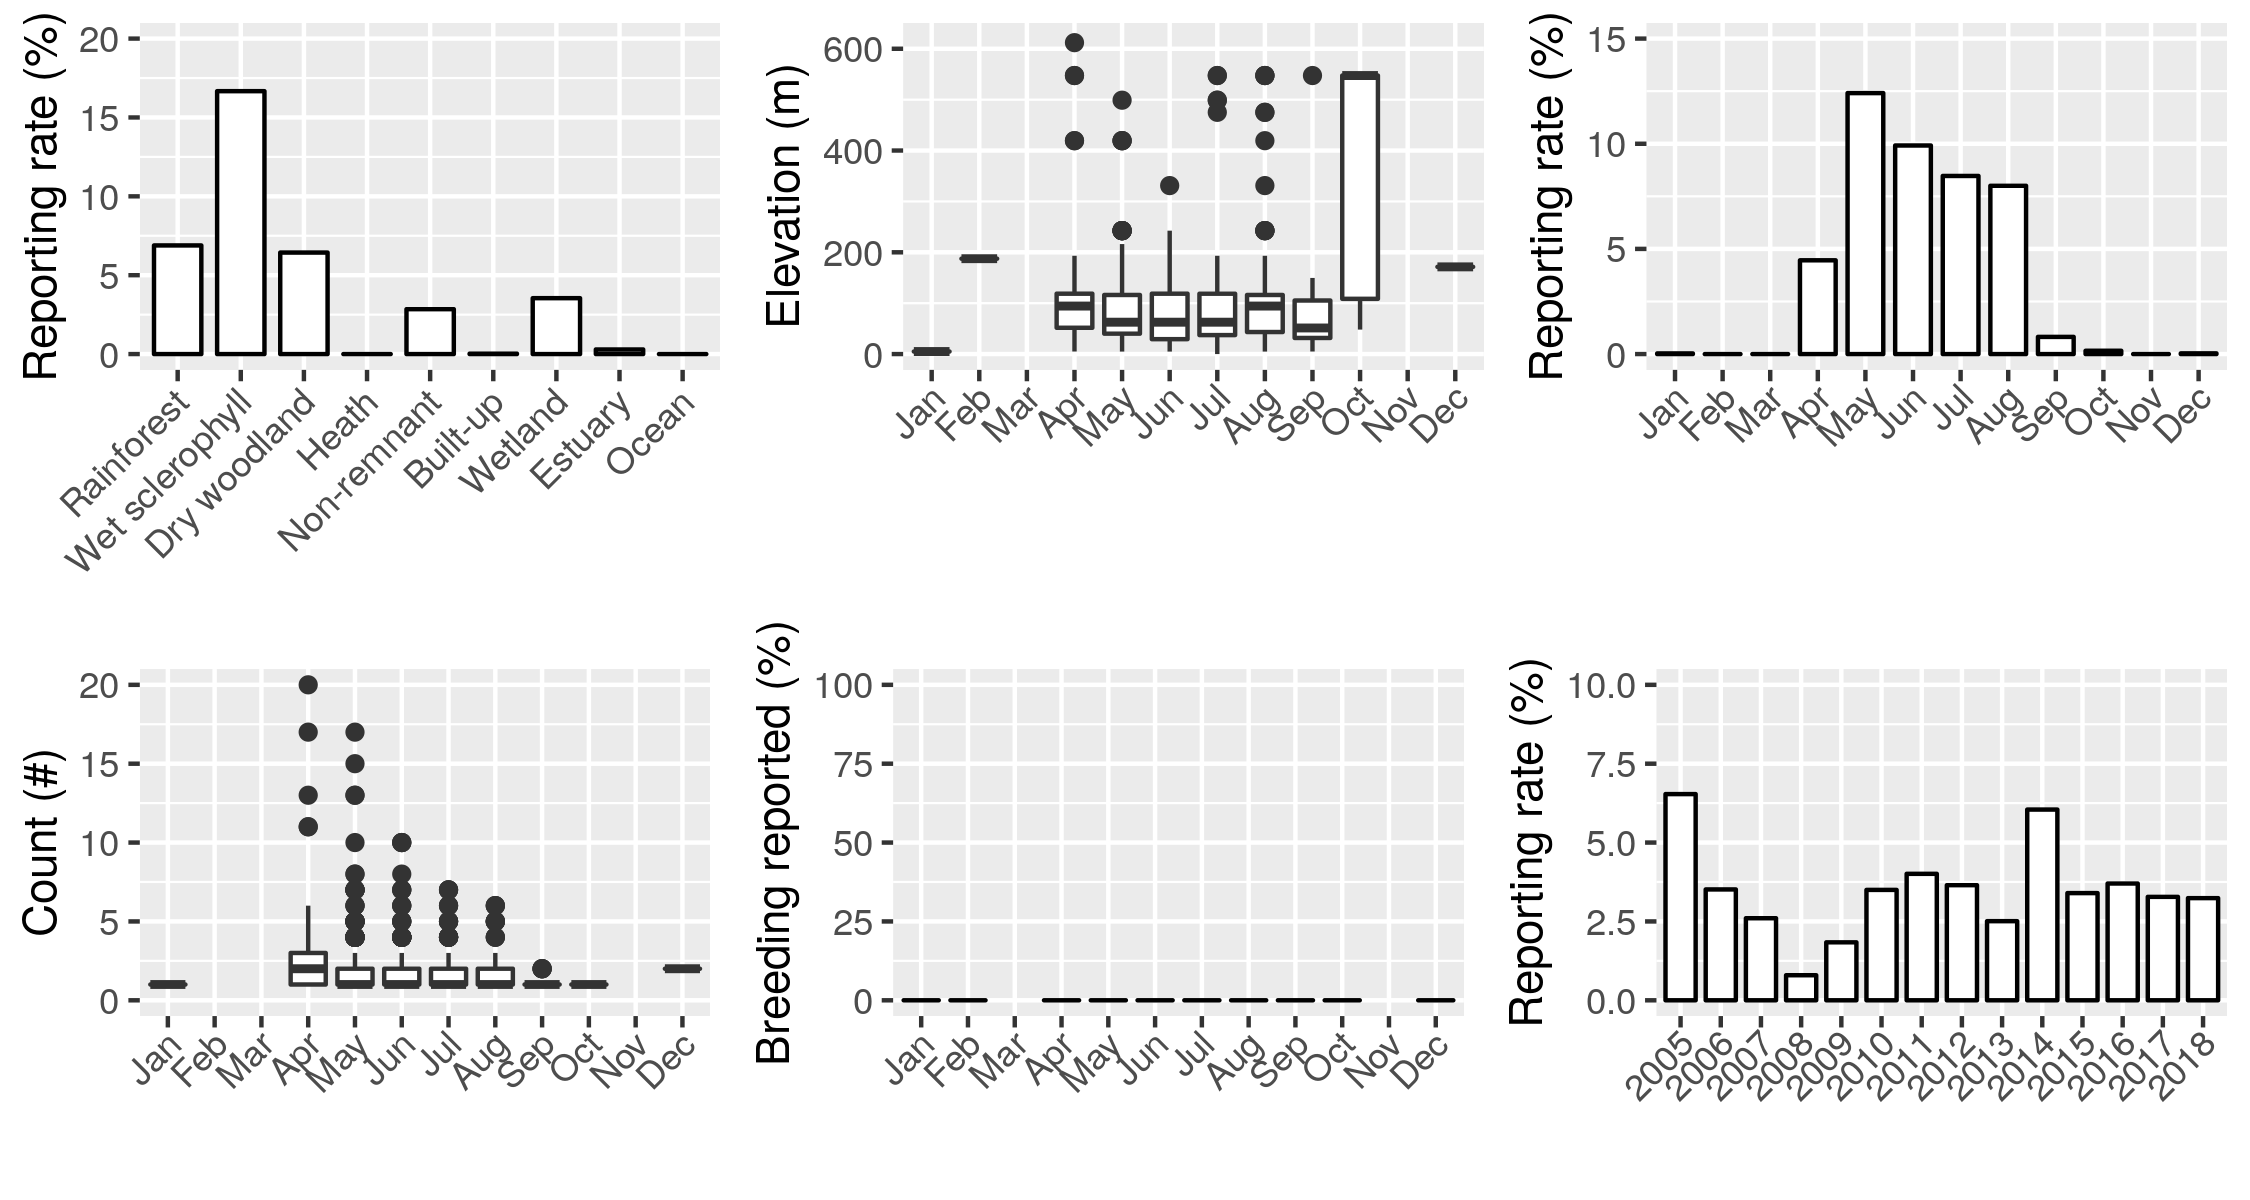 Reporting rate (%)
20
15
10
5
0
Rainforest
Wet sclerophyll
Dry woodland
Heath
Non-remnant
Built-up
Wetland
Estuary
Ocean
Elevation (m)
600
400
200
0
Jan
Feb
Mar
Apr
May
Jun
Jul
Aug
Sep
Oct
Nov
Dec
Reporting rate (%)
15
10
5
0
Jan
Feb
Mar
Apr
May
Jun
Jul
Aug
Sep
Oct
Nov
Dec
Count (#)
20
15
10
5
0
Jan
Feb
Mar
Apr
May
Jun
Jul
Aug
Sep
Oct
Nov
Dec
Breeding reported (%)
100
75
50
25
0
Jan
Feb
Mar
Apr
May
Jun
Jul
Aug
Sep
Oct
Nov
Dec
Reporting rate (%)
10.0
7.5
5.0
2.5
0.0
2005
2006
2007
2008
2009
2010
2011
2012
2013
2014
2015
2016
2017
2018